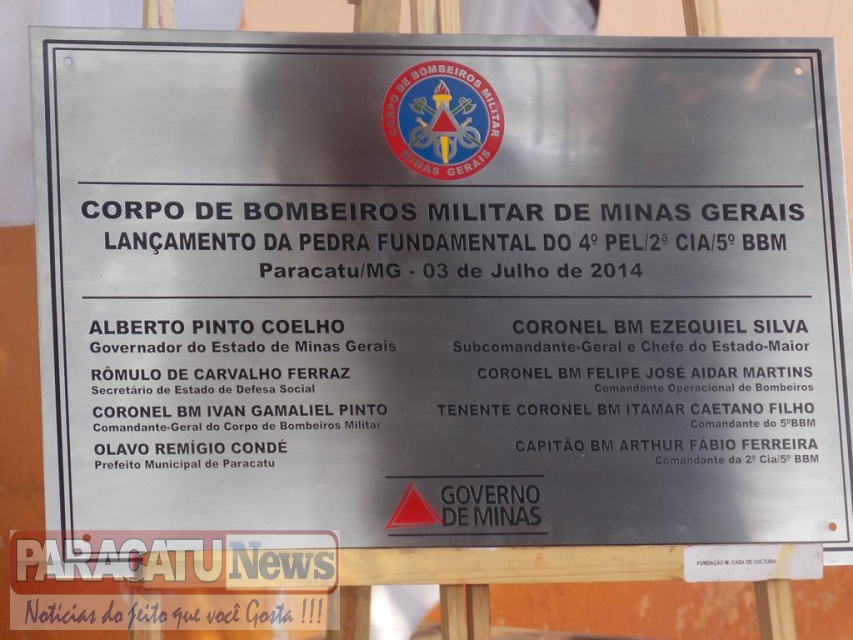 CORPO DE BOMBEIROS MILITAR
MINAS GERAIS
CORPO DE BOMBEIROS MILITAR DE MINAS GERAIS
LANÇAMENTO DA PEDRA FUNDAMENTAL DO 4º PEL/2ª CIA/5º BBM
Paracatu/MG - 03 de Julho de 2014
ALBERTO PINTO COELHO
Governador do Estado de Minas Gerais
RÔMULO DE CARVALHO FERRAZ
Secretário de Estado de Defesa Social
CORONEL BM IVAN GAMALIEL PINTO
Comandante-Geral do Corpo de Bombeiros Militar
OLAVO REMÍGIO CONDÉ
Prefeito Municipal de Paracatu
CORONEL BM EZEQUIEL SILVA
Subcomandante-Geral e Chefe do Estado-Maior
CORONEL BM FELIPE JOSÉ AIDAR MARTINS
Comandante Operacional de Bombeiros
TENENTE CORONEL BM ITAMAR CAETANO FILHO
Comandante do 5ºBBM
CAPITÃO BM ARTHUR FÁBIO FERREIRA
Comandante da 2ª Cia/5º BBM
GOVERNO
DE MINAS
FUNDAÇÃO M. CASA DE CULTURA
PARACATU News
Notícias do jeito que você Gosta !!!